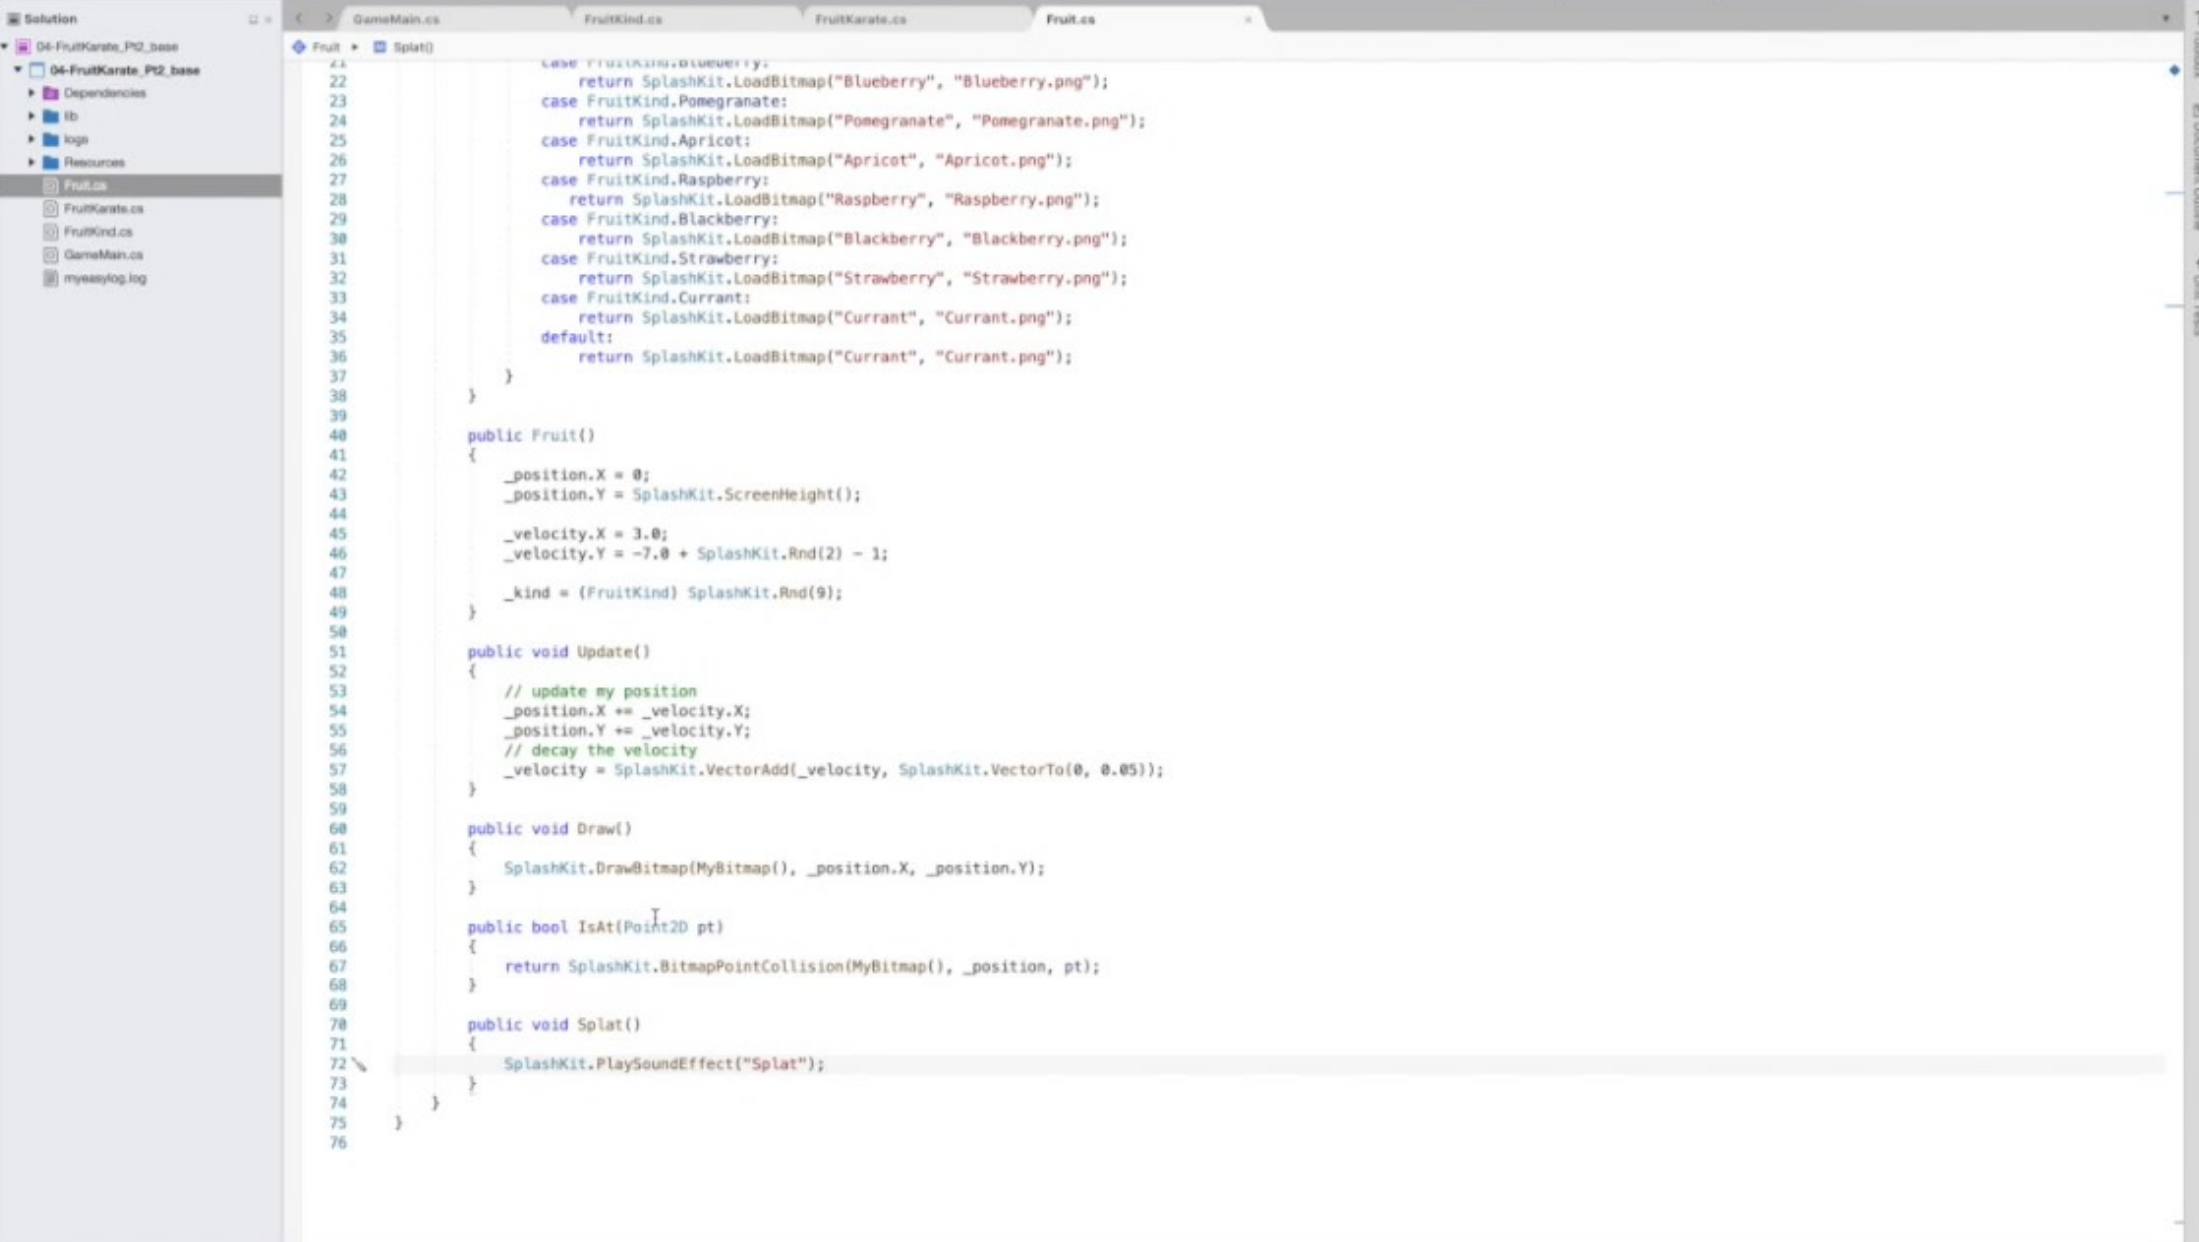 Solution
GameMain.cs
FruitKind.cs
FruitKarate.cs
Fruit.cs
04-FruitKarate_Pt2_base
04-FruitKarate_Pt2_base
Dependencies
lib
logs
Resources
Fruit.cs
FruitKarate.cs
FruitKind.cs
GameMain.cs
myeasylog.log
Fruit
Splat()
21 case FruitKind.Blueberry:
22 return SplashKit.LoadBitmap("Blueberry", "Blueberry.png");
23 case FruitKind.Pomegranate:
24 return SplashKit.LoadBitmap("Pomegranate", "Pomegranate.png");
25 case FruitKind.Apricot:
26 return SplashKit.LoadBitmap("Apricot", "Apricot.png");
27 case FruitKind.Raspberry:
28 return SplashKit.LoadBitmap("Raspberry", "Raspberry.png");
29 case FruitKind.Blackberry:
30 return SplashKit.LoadBitmap("Blackberry", "Blackberry.png");
31 case FruitKind.Strawberry:
32 return SplashKit.LoadBitmap("Strawberry", "Strawberry.png");
33 case FruitKind.Currant:
34 return SplashKit.LoadBitmap("Currant", "Currant.png");
35 default:
36 return SplashKit.LoadBitmap("Currant", "Currant.png");
37 }
38 }
39
40 public Fruit()
41 {
42 _position.X = 0;
43 _position.Y = SplashKit.ScreenHeight();
44
45 _velocity.X = 3.0;
46 _velocity.Y = -7.0 + SplashKit.Rnd(2) - 1;
47
48 _kind = (FruitKind) SplashKit.Rnd(9);
49 }
50
51 public void Update()
52 {
53 // update my position
54 _position.X += _velocity.X;
55 _position.Y += _velocity.Y;
56 // decay the velocity
57 _velocity = SplashKit.VectorAdd(_velocity, SplashKit.VectorTo(0, 0.05));
58 }
59
60 public void Draw()
61 {
62 SplashKit.DrawBitmap(MyBitmap(), _position.X, _position.Y);
63 }
64
65 public bool IsAt(Point2D pt)
66 {
67 return SplashKit.BitmapPointCollision(MyBitmap(), _position, pt);
68 }
69
70 public void Splat()
71 {
72 SplashKit.PlaySoundEffect("Splat");
73 }
74 }
75 }
76